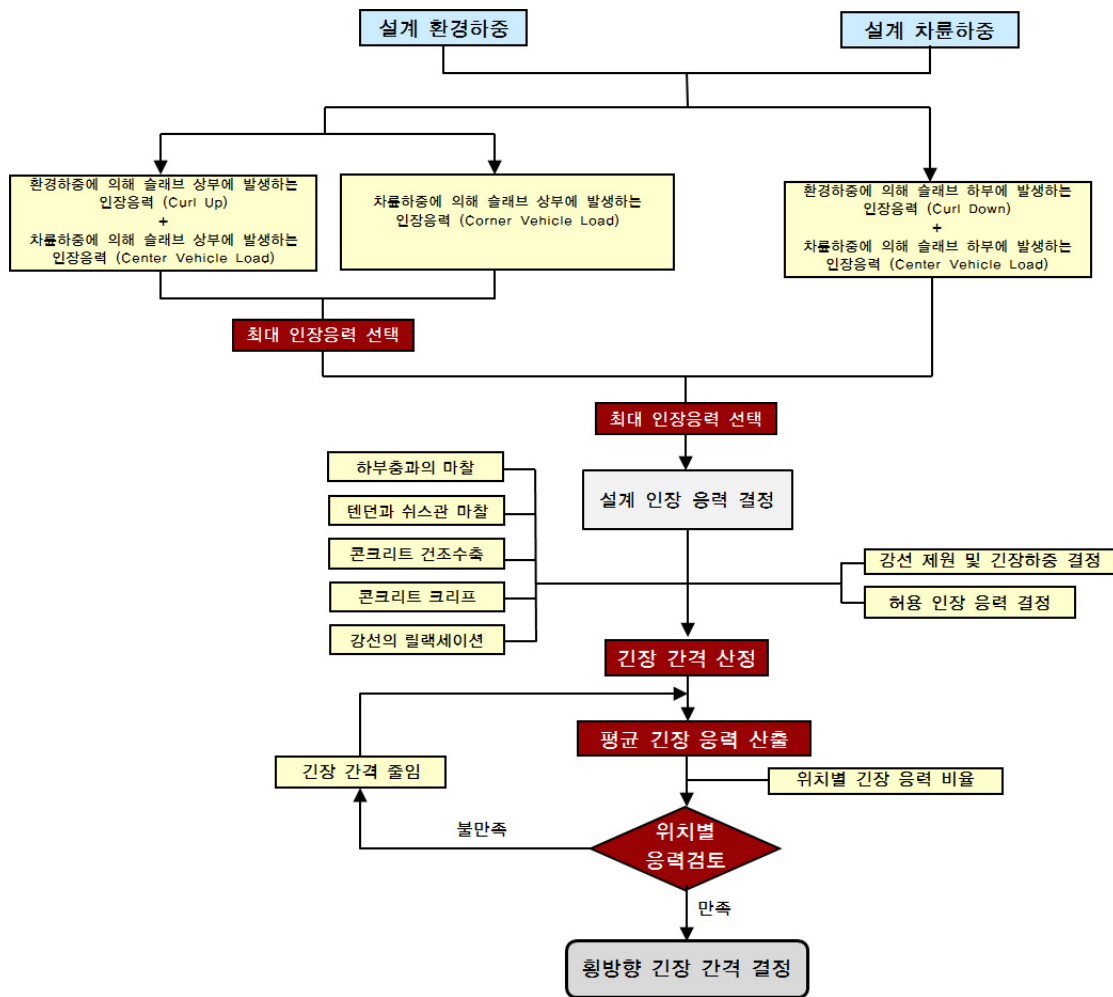 설계 환경하중
설계 차륜하중
환경하중에 의해 슬래브 상부에 발생하는
인장응력 (Curl Up)
+
차륜하중에 의해 슬래브 상부에 발생하는
인장응력 (Center Vehicle Load)
차륜하중에 의해 슬래브 상부에 발생하는
인장응력 (Corner Vehicle Load)
환경하중에 의해 슬래브 하부에 발생하는
인장응력 (Curl Down)
+
차륜하중에 의해 슬래브 하부에 발생하는
인장응력 (Center Vehicle Load)
최대 인장응력 선택
최대 인장응력 선택
하부층과의 마찰
텐던과 쉬스관 마찰
콘크리트 건조수축
콘크리트 크리프
강선의 릴랙세이션
설계 인장 응력 결정
강선 제원 및 긴장하중 결정
허용 인장 응력 결정
긴장 간격 산정
평균 긴장 응력 산출
긴장 간격 줄임
위치별 긴장 응력 비율
불만족
위치별
응력검토
만족
횡방향 긴장 간격 결정